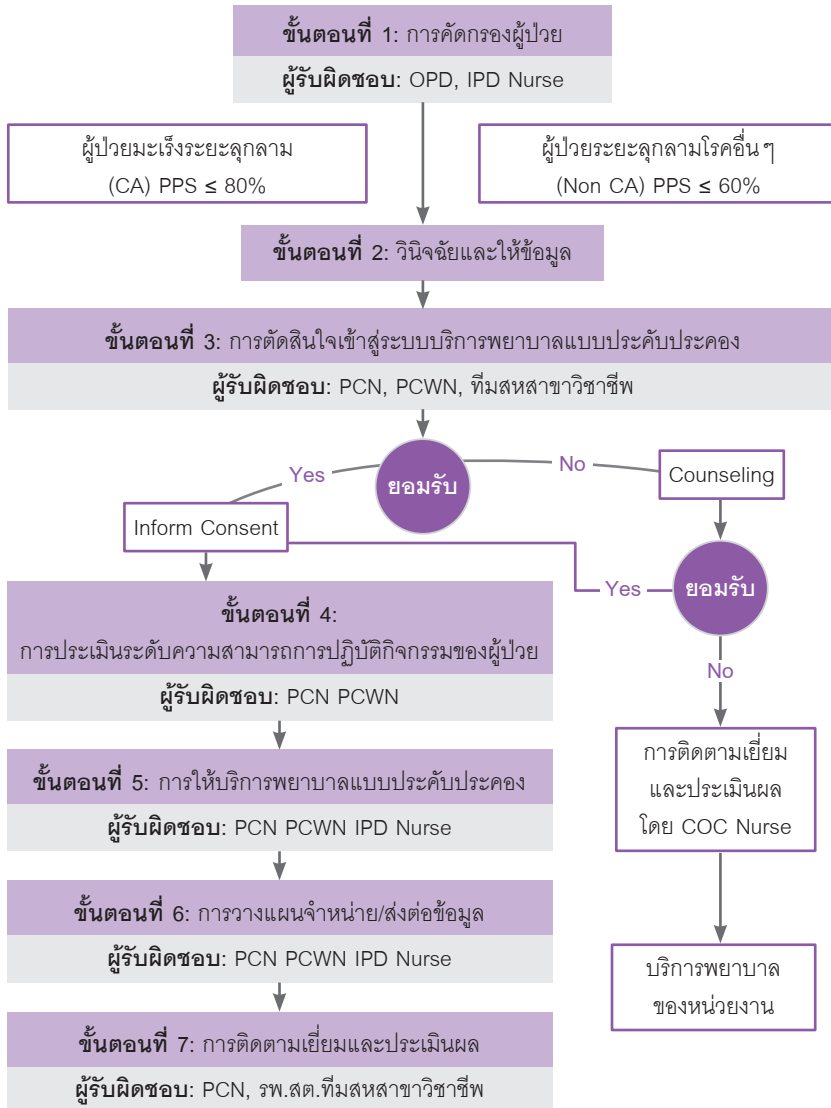 ขั้นตอนที่ 1: การคัดกรองผู้ป่วย
ผู้รับผิดชอบ: OPD, IPD Nurse
ผู้ป่วยมะเร็งระยะลุกลาม
(CA) PPS ≤ 80%
ผู้ป่วยระยะลุกลามโรคอื่น ๆ
(Non CA) PPS ≤ 60%
ขั้นตอนที่ 2: วินิจฉัยและให้ข้อมูล
ขั้นตอนที่ 3: การตัดสินใจเข้าสู่ระบบบริการพยาบาลแบบประคับประคอง
ผู้รับผิดชอบ: PCN, PCWN, ทีมสหสาขาวิชาชีพ
Yes
ยอมรับ
No
Counseling
Inform Consent
Yes
ยอมรับ
No
ขั้นตอนที่ 4:
การประเมินระดับความสามารถการปฏิบัติกิจกรรมของผู้ป่วย
ผู้รับผิดชอบ: PCN PCWN
การติดตามเยี่ยม
และประเมินผล
โดย COC Nurse
ขั้นตอนที่ 5: การให้บริการพยาบาลแบบประคับประคอง
ผู้รับผิดชอบ: PCN PCWN IPD Nurse
ขั้นตอนที่ 6: การวางแผนจำหน่าย/ส่งต่อข้อมูล
ผู้รับผิดชอบ: PCN PCWN IPD Nurse
บริการพยาบาล
ของหน่วยงาน
ขั้นตอนที่ 7: การติดตามเยี่ยมและประเมินผล
ผู้รับผิดชอบ: PCN, รพ.สต.ทีมสหสาขาวิชาชีพ